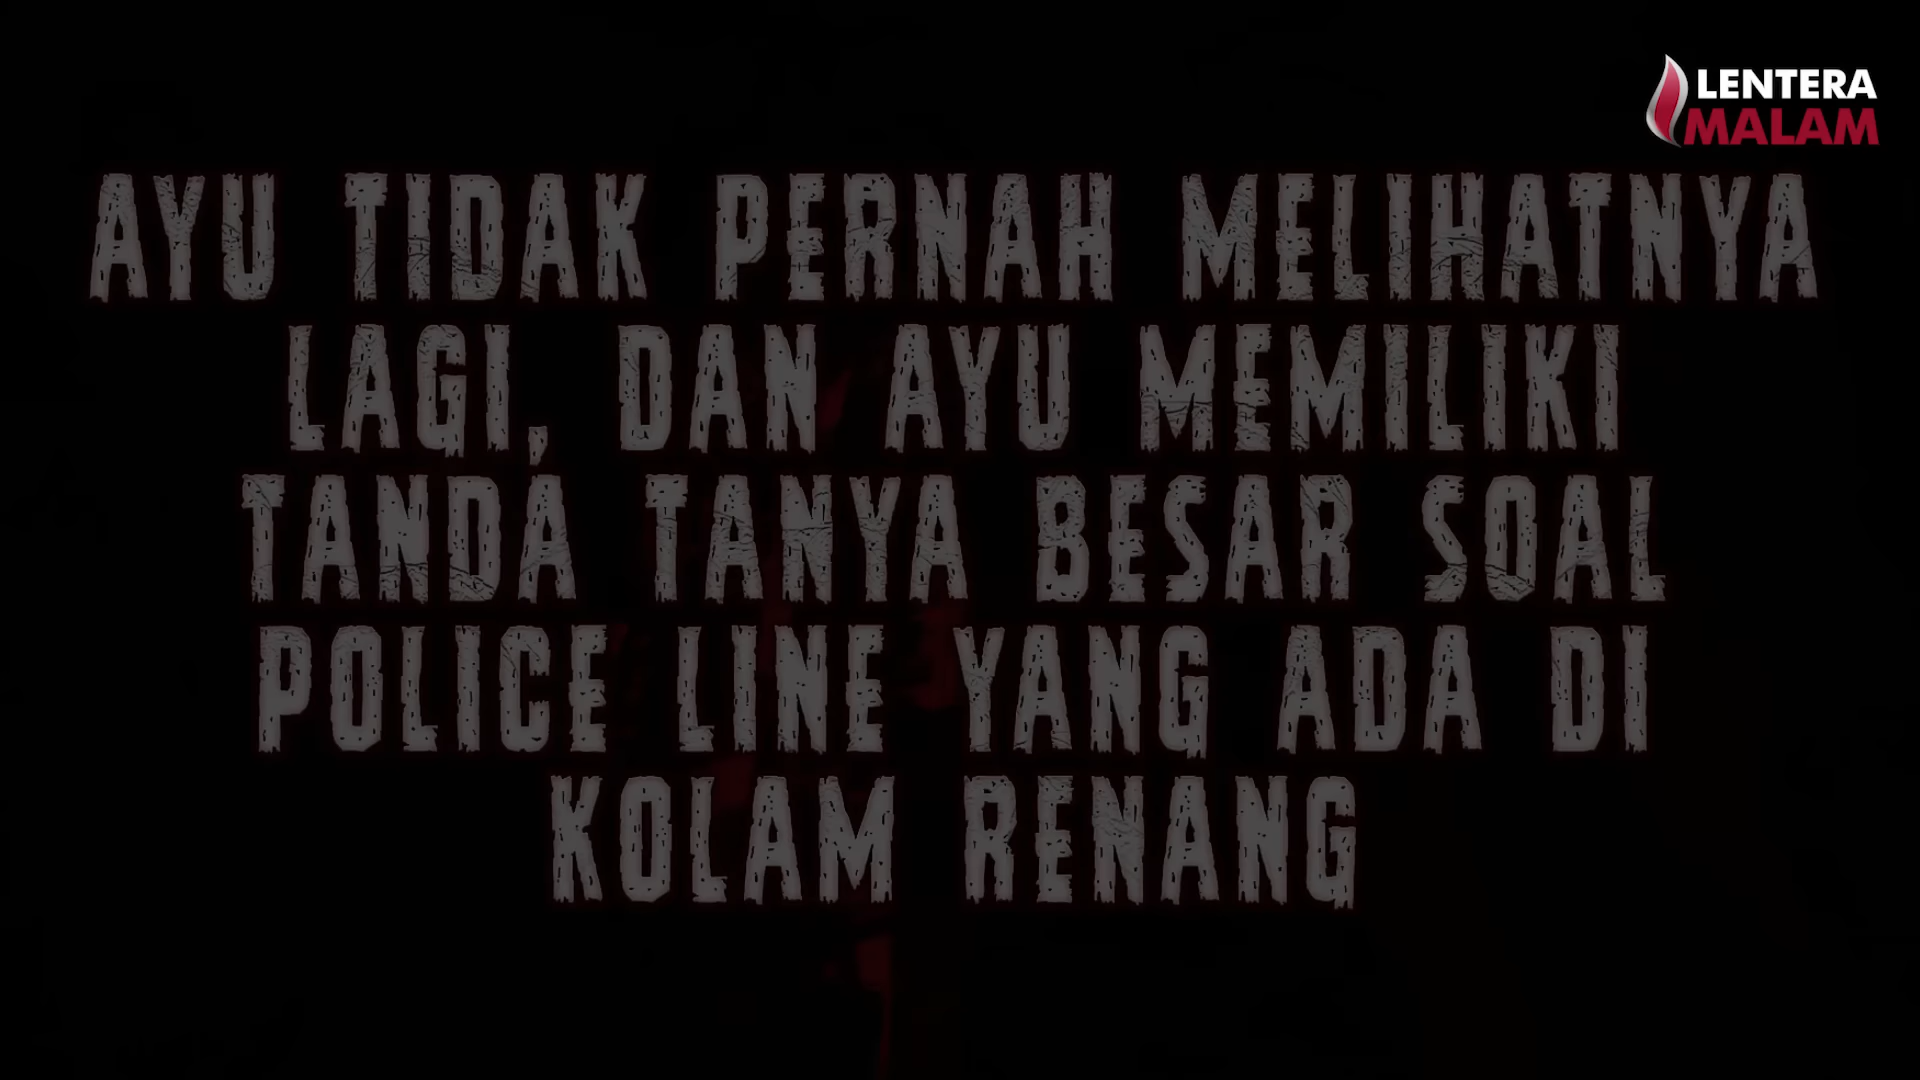 LENTERA
MALAM
AYU TIDAK PERNAH MELIHATNYA
LAGI, DAN AYU MEMILIKI
TANDA TANYA BESAR SOAL
POLICE LINE YANG ADA DI
KOLAM RENANG